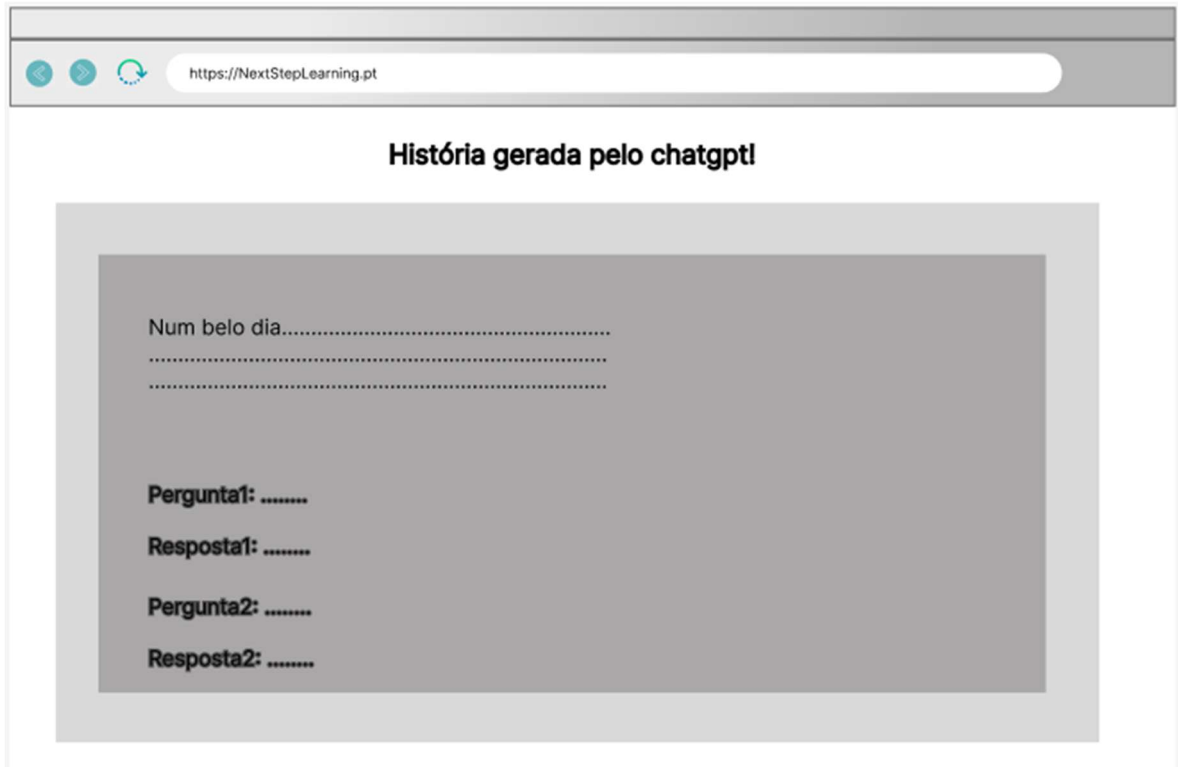 https://NextStepLearning.pt
História gerada pelo chatgpt!
Num belo dia........................................................
..............................................................................
..............................................................................
Pergunta1: ........
Resposta1: ........
Pergunta2: ........
Resposta2: ........